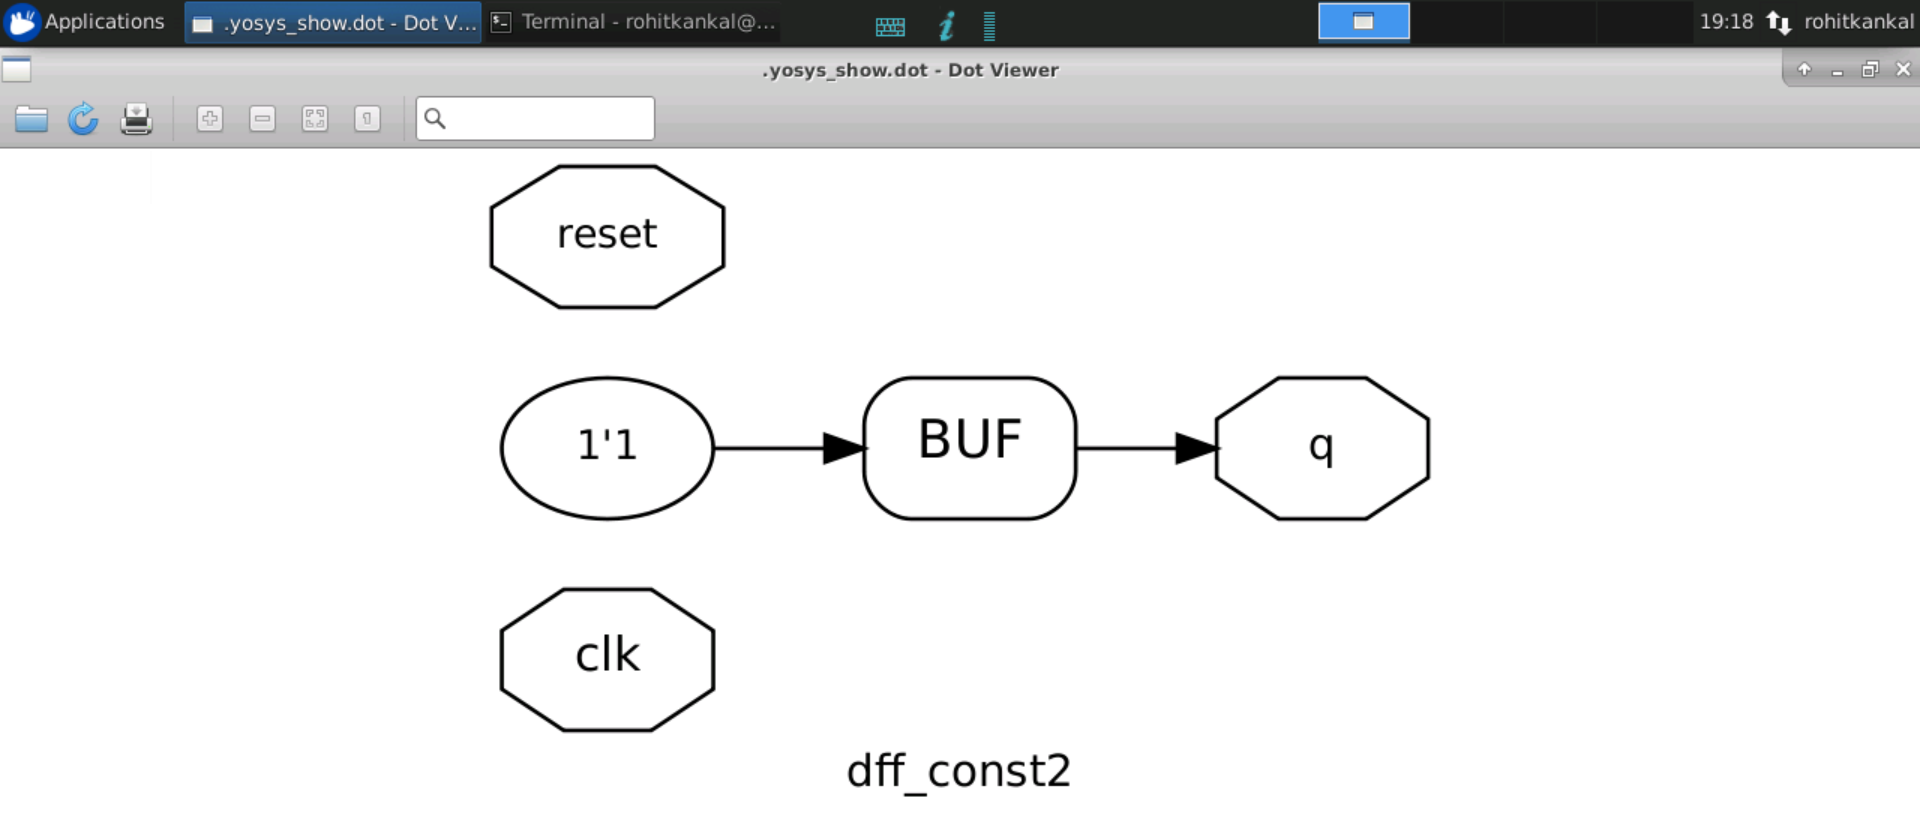 Applications .yosys_show.dot - Dot V... Terminal - rohitkankal@... 19:18 rohitkankal
.yosys_show.dot - Dot Viewer
reset
1'1 BUF q
clk
dff_const2